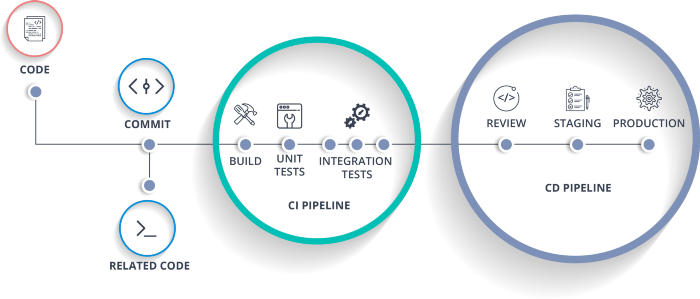 CODE
COMMIT
RELATED CODE
BUILD
UNIT
TESTS
INTEGRATION
TESTS
CI PIPELINE
REVIEW
STAGING
PRODUCTION
CD PIPELINE